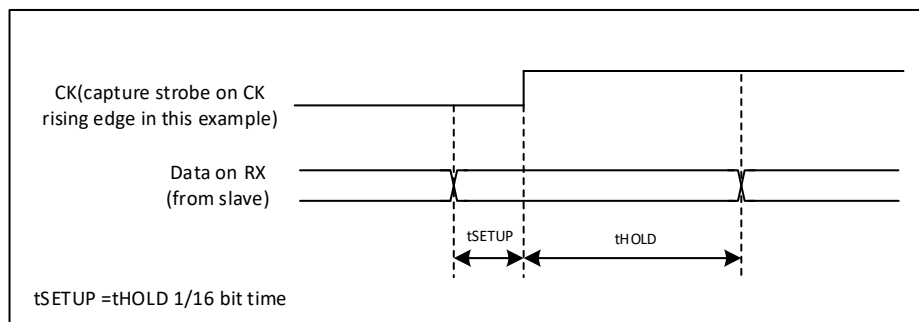 CK(capture strobe on CK
rising edge in this example)
Data on RX
(from slave)
tSETUP
tHOLD
tSETUP =tHOLD 1/16 bit time